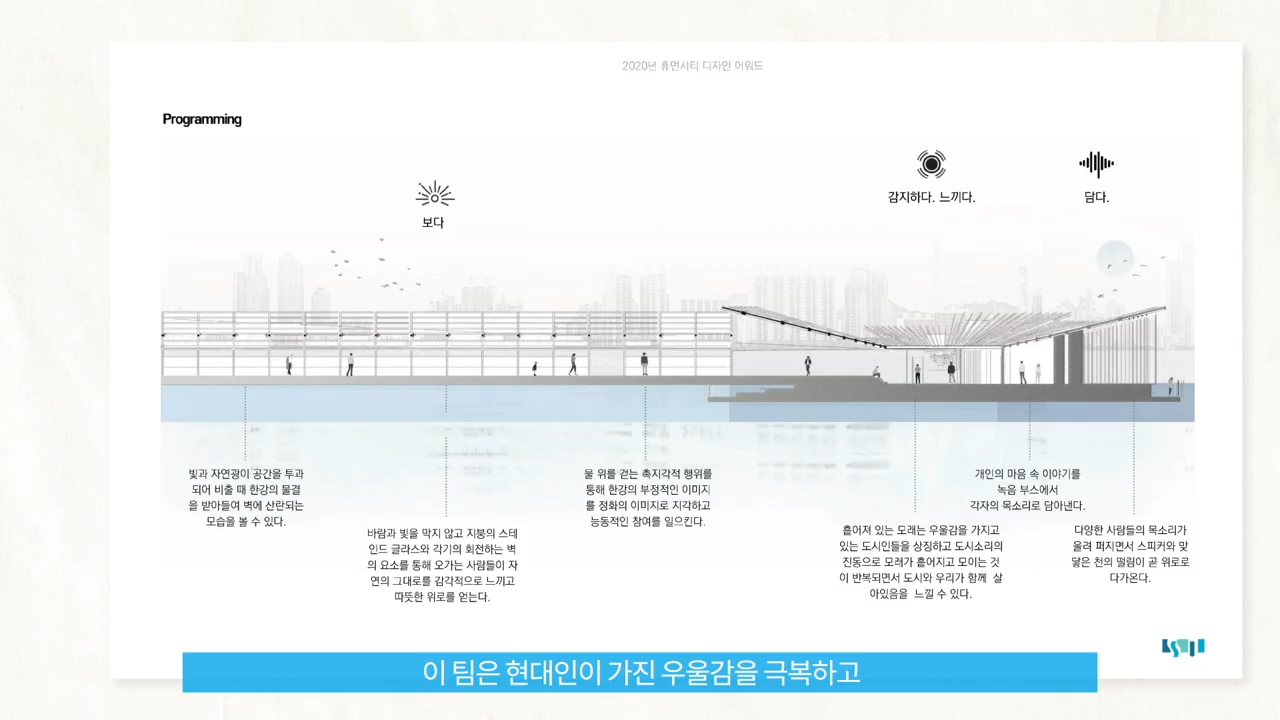 2020년 휴먼시티 디자인 어워드
Programming
보다
감지하다. 느끼다.
담다.
빛과 자연광이 공간을 투과
되어 비출 때 한강의 물결
을 받아들여 벽에 산란되는
모습을 볼 수 있다.
바람과 빛을 막지 않고 지붕의 스테
인드 글라스와 각기의 회전하는 벽
의 요소를 통해 오가는 사람들이 자
연의 그대로를 감각적으로 느끼고
따뜻한 위로를 얻는다.
물 위를 걷는 촉지각적 행위를
통해 한강의 부정적인 이미지
를 정화의 이미지로 지각하고
능동적인 참여를 일으킨다.
흩어져 있는 모래는 우울감을 가지고
있는 도시인들을 상징하고 도시소리의
진동으로 모래가 흩어지고 모이는 것
이 반복되면서 도시와 우리가 함께 살
아있음을 느낄 수 있다.
개인의 마음 속 이야기를
녹음 부스에서
각자의 목소리로 담아낸다.
다양한 사람들의 목소리가
울려 퍼지면서 스피커와 맞
닿은 천의 떨림이 곧 위로로
다가온다.
이 팀은 현대인이 가진 우울감을 극복하고